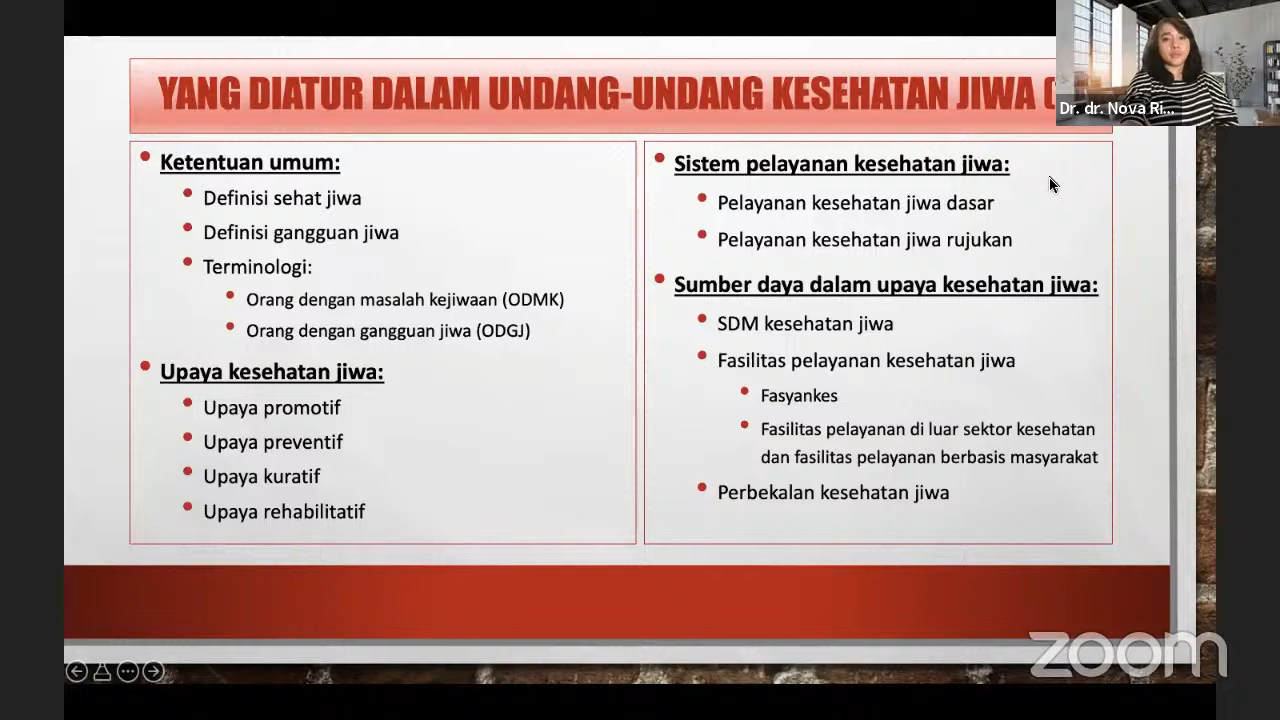 YANG DIATUR DALAM UNDANG-UNDANG KESEHATAN JIWA
Dr. dr. Nova Ri...
Ketentuan umum:
Definisi sehat jiwa
Definisi gangguan jiwa
Terminologi:
Orang dengan masalah kejiwaan (ODMK)
Orang dengan gangguan jiwa (ODGJ)
Upaya kesehatan jiwa:
Upaya promotif
Upaya preventif
Upaya kuratif
Upaya rehabilitatif
Sistem pelayanan kesehatan jiwa:
Pelayanan kesehatan jiwa dasar
Pelayanan kesehatan jiwa rujukan
Sumber daya dalam upaya kesehatan jiwa:
SDM kesehatan jiwa
Fasilitas pelayanan kesehatan jiwa
Fasyankes
Fasilitas pelayanan di luar sektor kesehatan
dan fasilitas pelayanan berbasis masyarakat
Perbekalan kesehatan jiwa
zoom